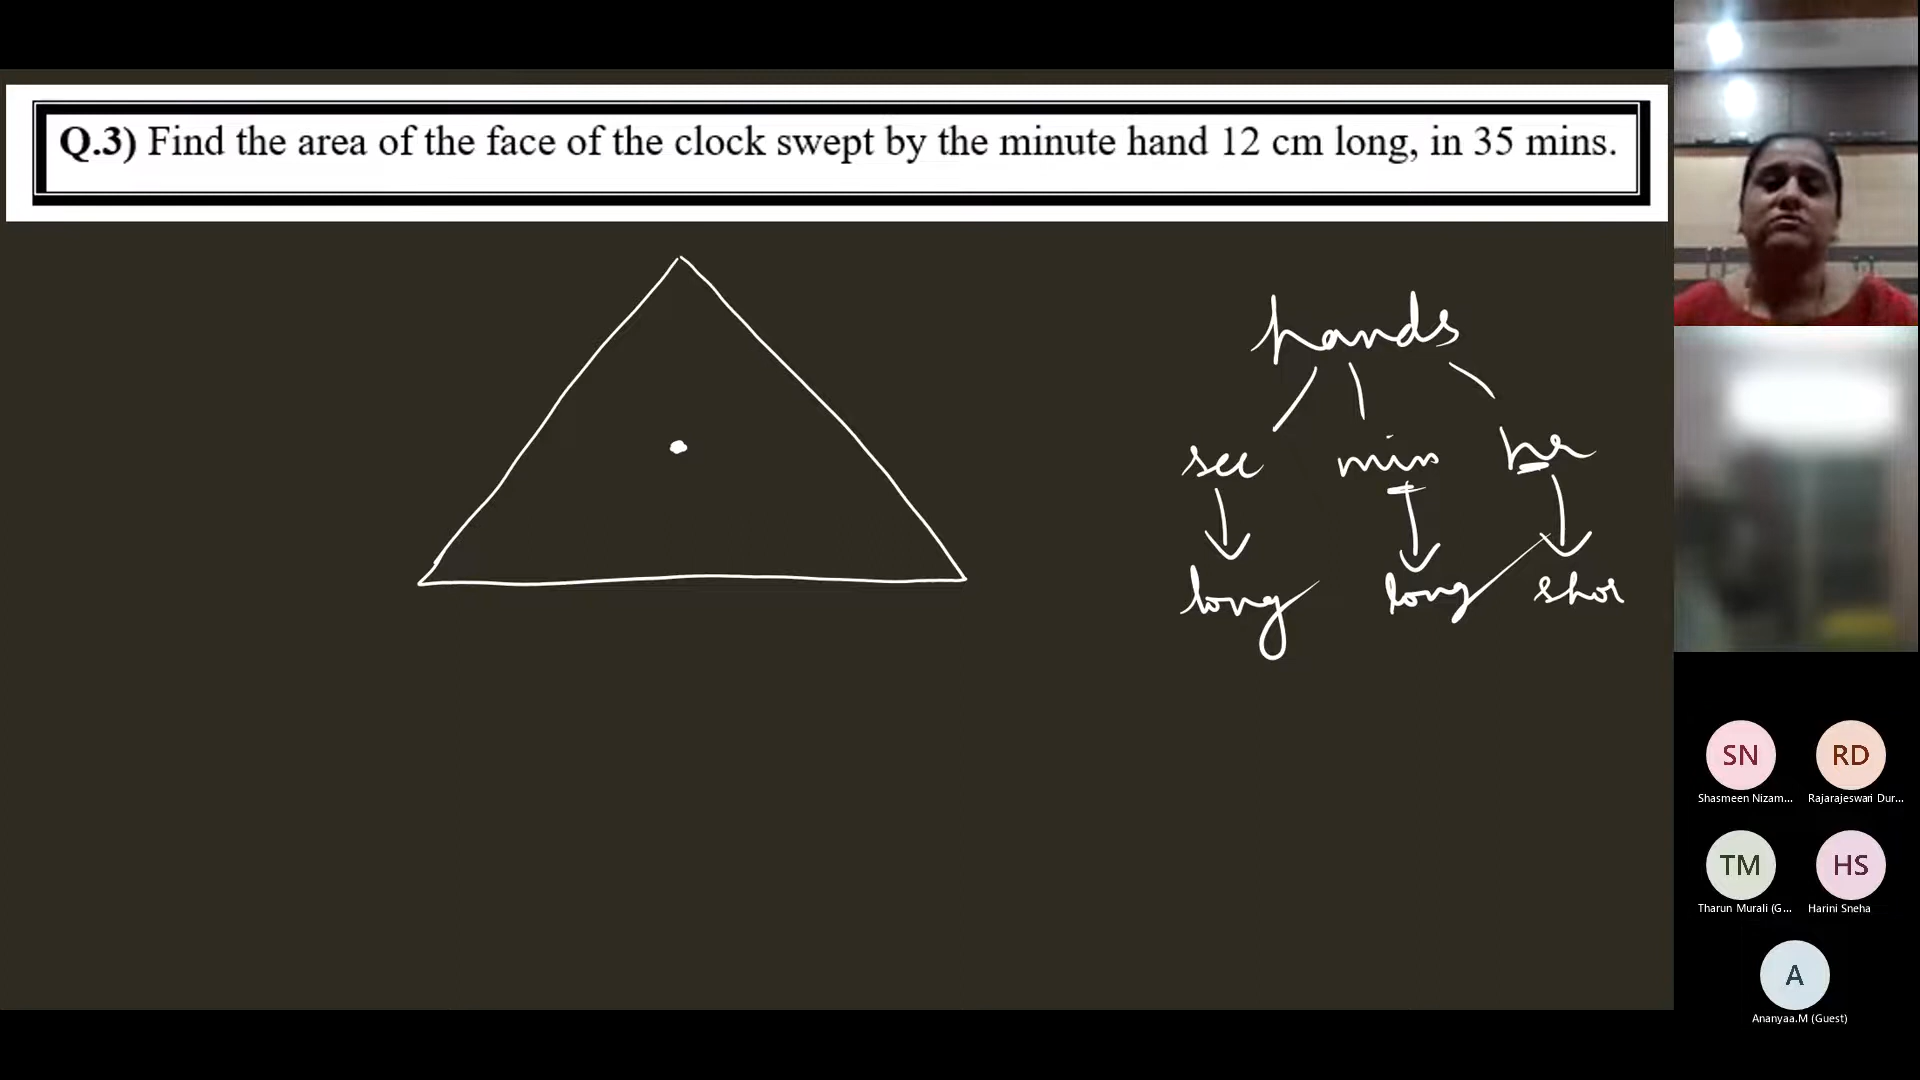 Q.3) Find the area of the face of the clock swept by the minute hand 12 cm long, in 35 mins.
hands
sec min hr
long long shor
SN RD
Shasmeen Nizam... Rajarajeswari Dur...
TM HS
Tharun Murali (G... Harini Sneha
A
Ananyaa.M (Guest)